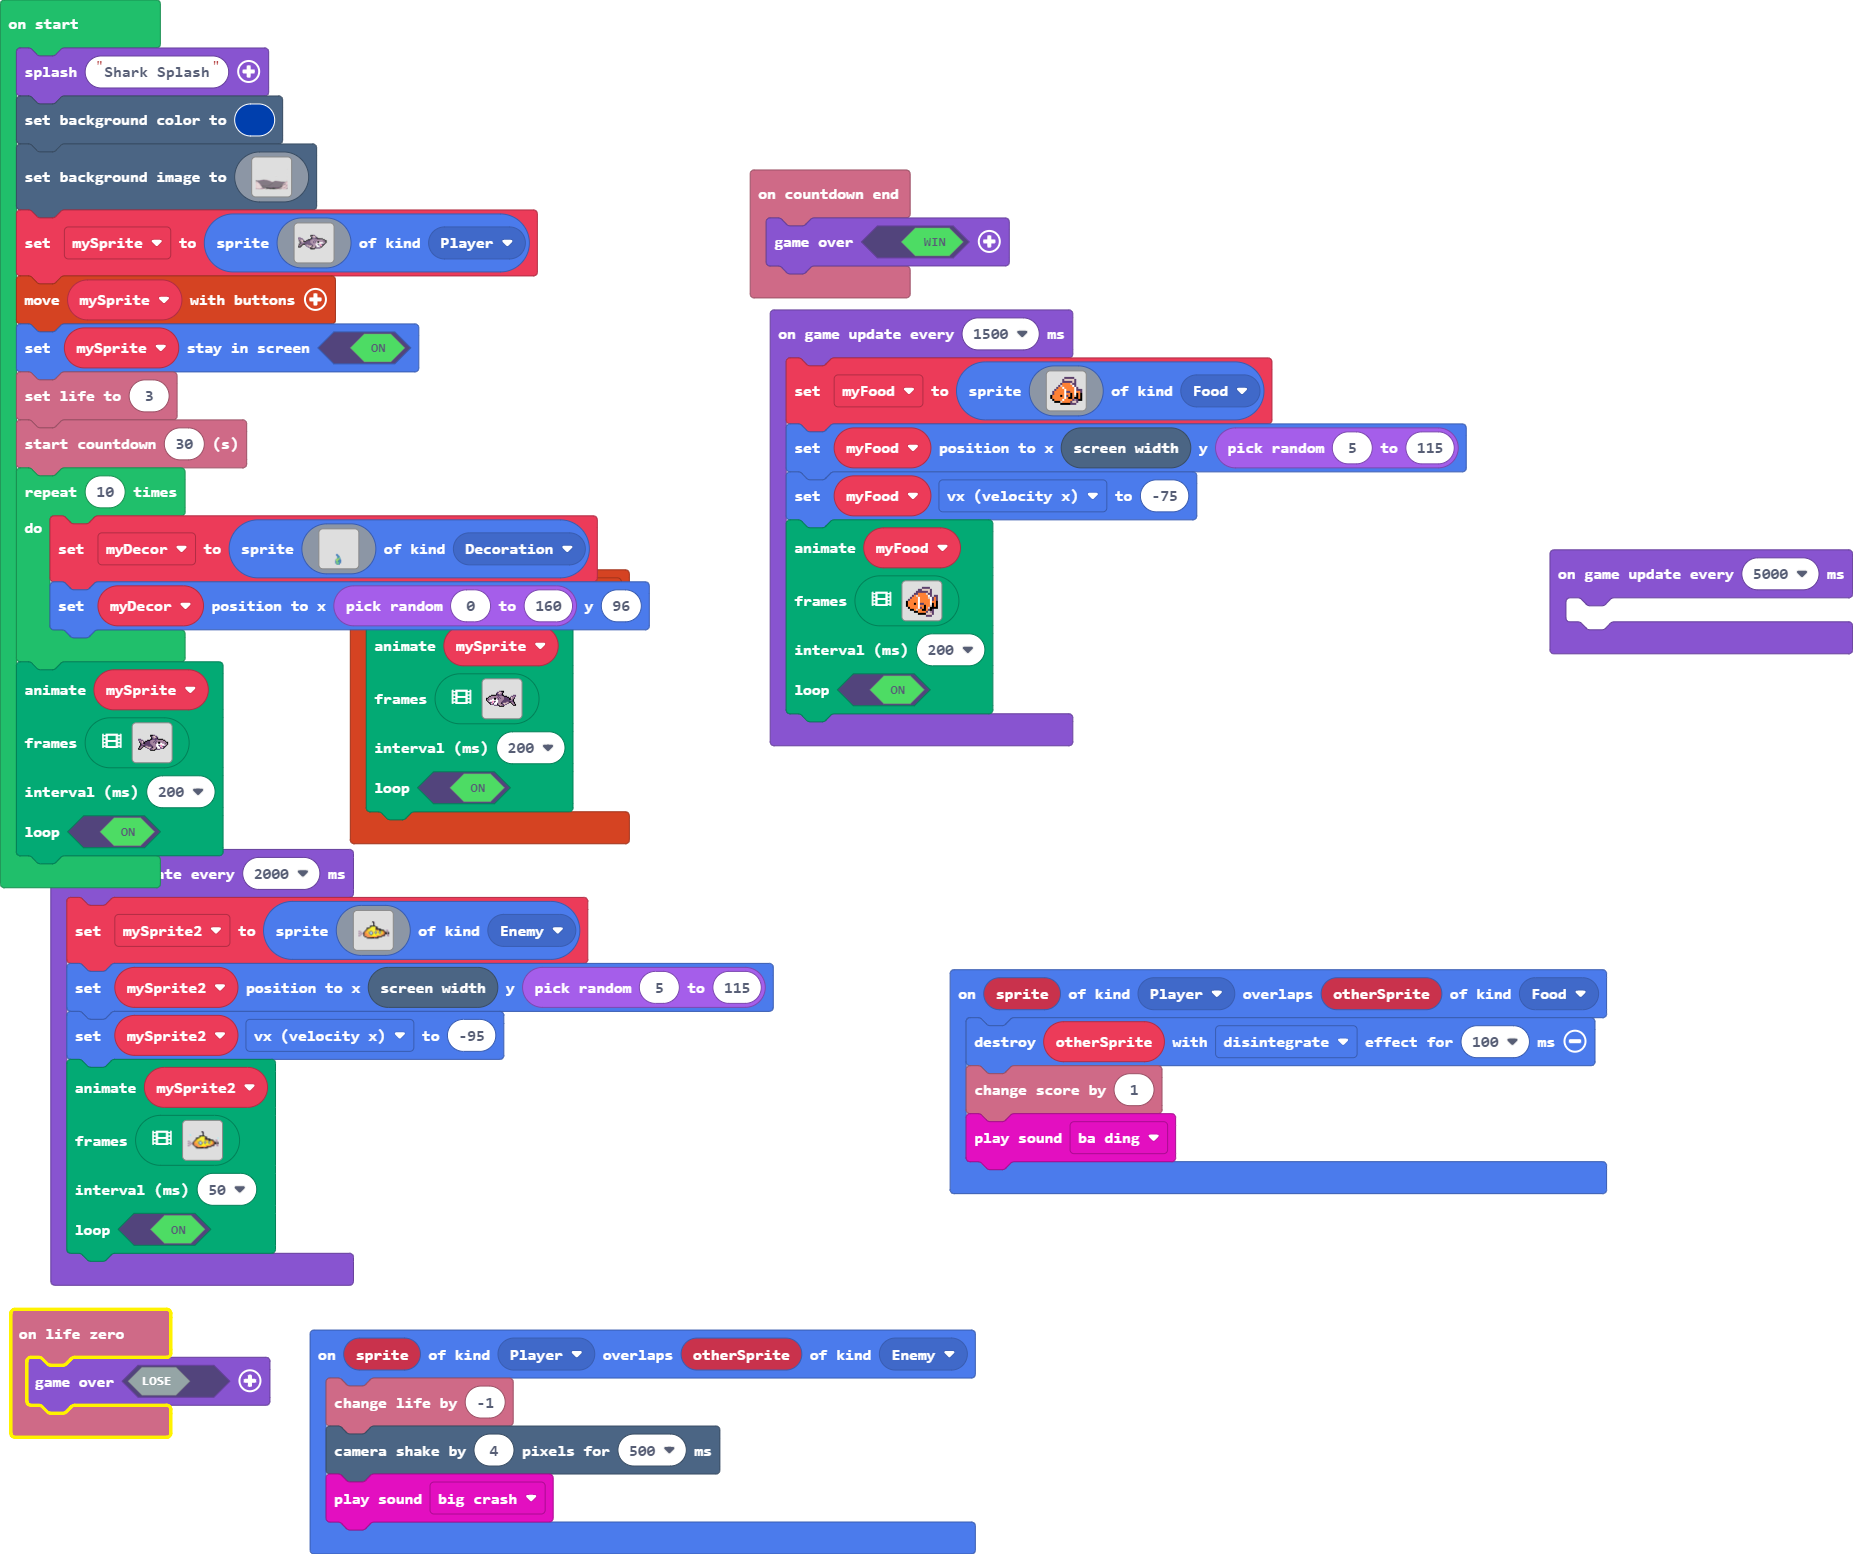 on start
splash "Shark Splash"
set background color to
set background image to
set mySprite to sprite of kind Player
move mySprite with buttons
set mySprite stay in screen ON
set life to 3
start countdown 30 (s)
repeat 10 times
do
set myDecor to sprite of kind Decoration
set myDecor position to x pick random 0 to 160 y 96
animate mySprite
frames
interval (ms) 200
loop ON
animate mySprite
frames
interval (ms) 200
loop ON
on countdown end
game over WIN
on game update every 1500 ms
set myFood to sprite of kind Food
set myFood position to x screen width y pick random 5 to 115
set myFood vx (velocity x) to -75
animate myFood
frames
interval (ms) 200
loop ON
on game update every 5000 ms
every 2000 ms
set mySprite2 to sprite of kind Enemy
set mySprite2 position to x screen width y pick random 5 to 115
set mySprite2 vx (velocity x) to -95
animate mySprite2
frames
interval (ms) 50
loop ON
on sprite of kind Player overlaps otherSprite of kind Food
destroy otherSprite with disintegrate effect for 100 ms
change score by 1
play sound ba ding
on life zero
game over LOSE
on sprite of kind Player overlaps otherSprite of kind Enemy
change life by -1
camera shake by 4 pixels for 500 ms
play sound big crash